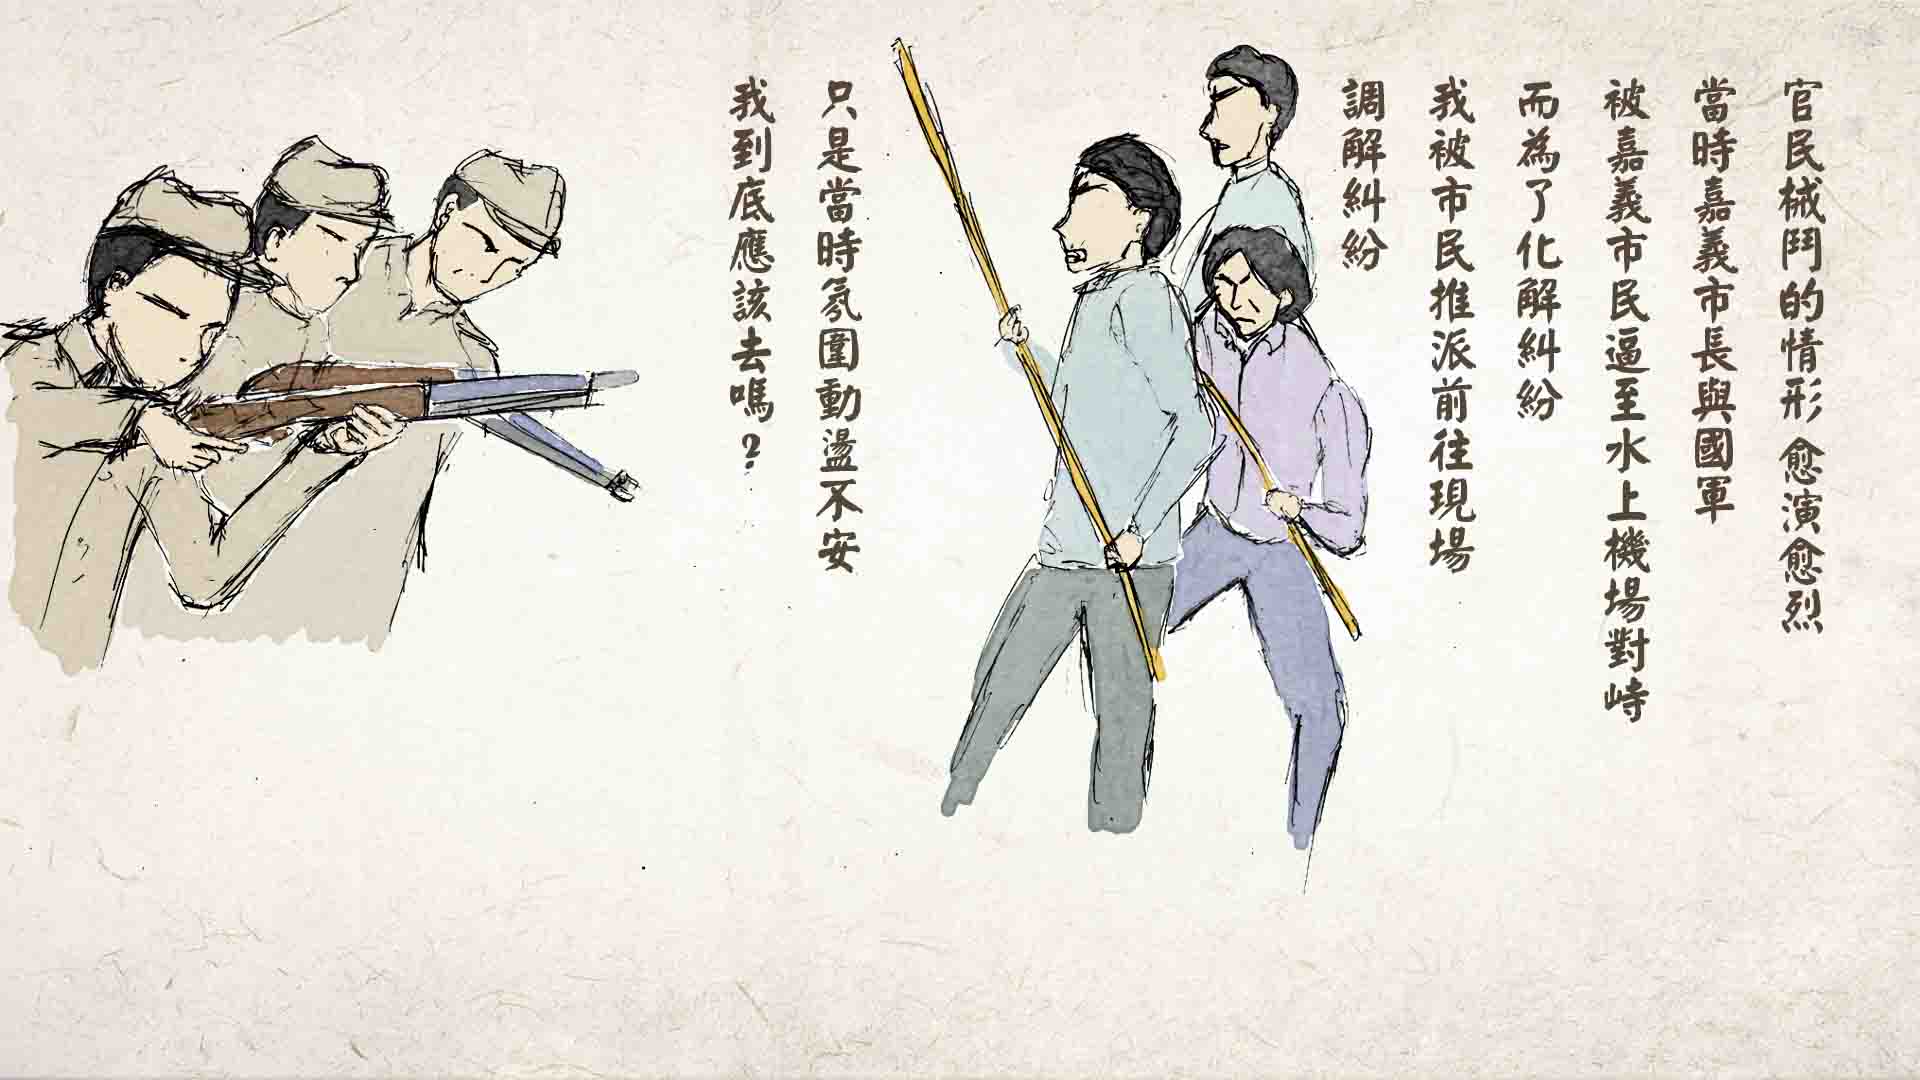 官民械鬥的情形 愈演愈烈
當時嘉義市長與國軍
被嘉義市民逼至水上機場對峙
而為了化解糾紛
我被市民推派前往現場
調解糾紛
只是當時氛圍動盪不安
我到底應該去嗎?